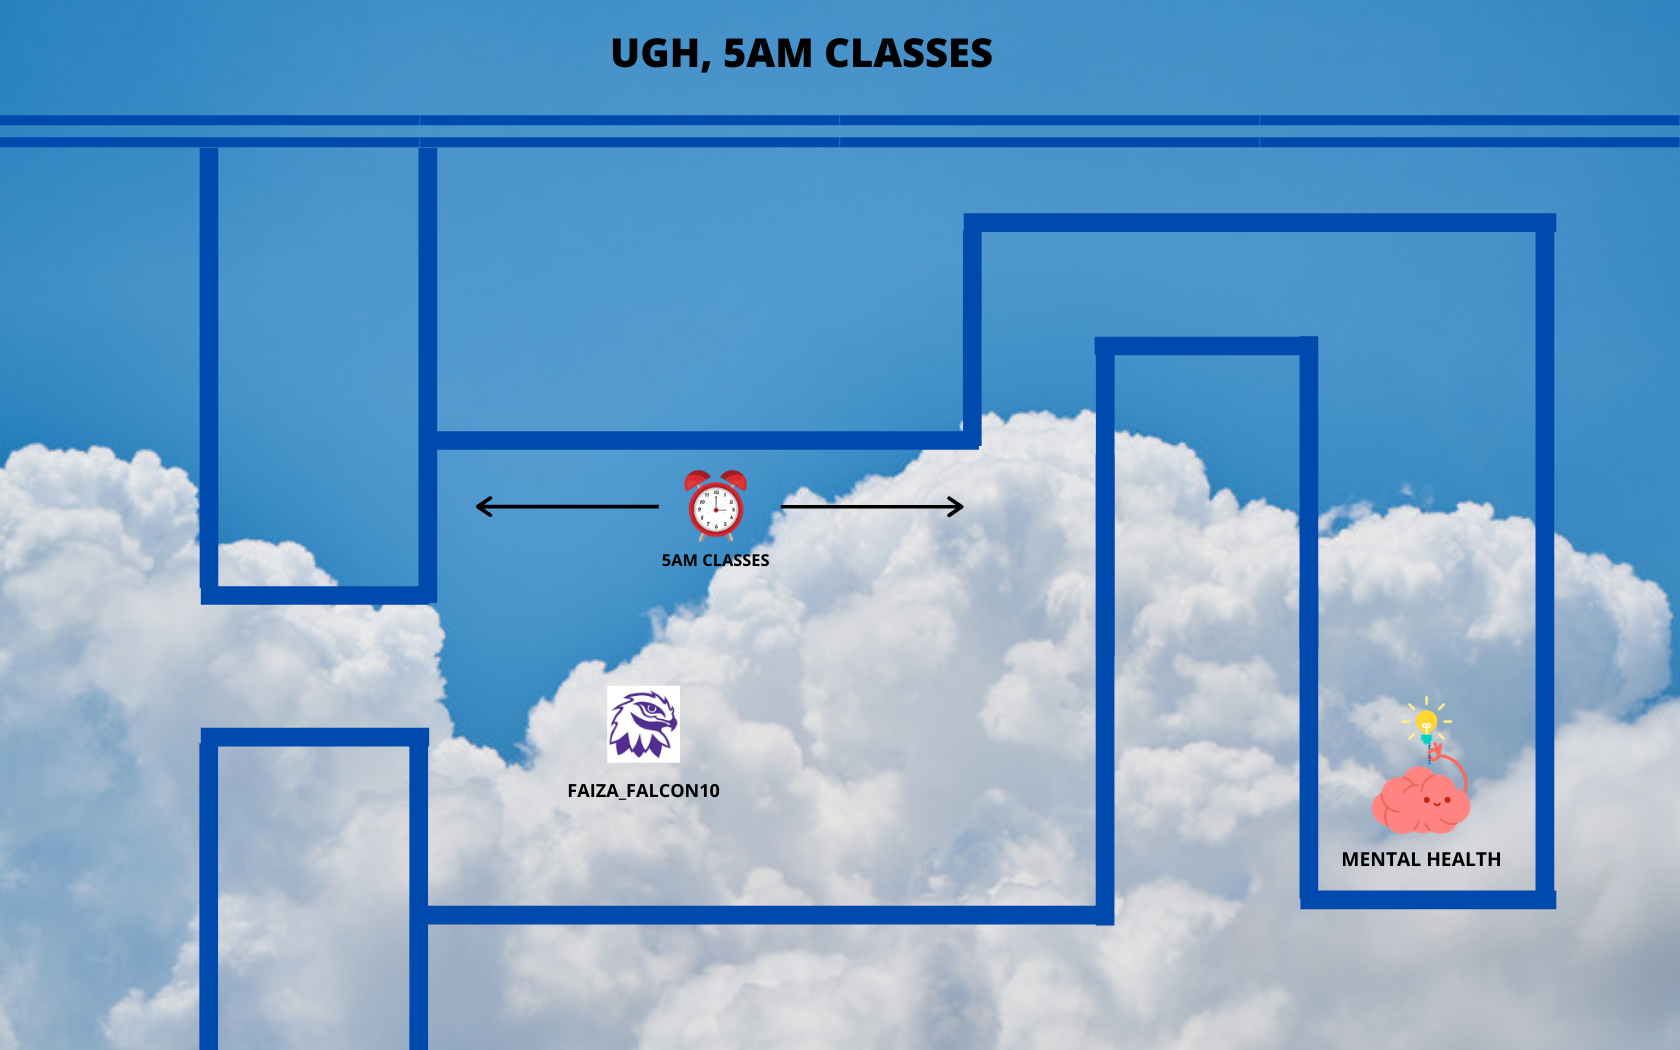 UGH, 5AM CLASSES
5AM CLASSES
FAIZA_FALCON10
MENTAL HEALTH